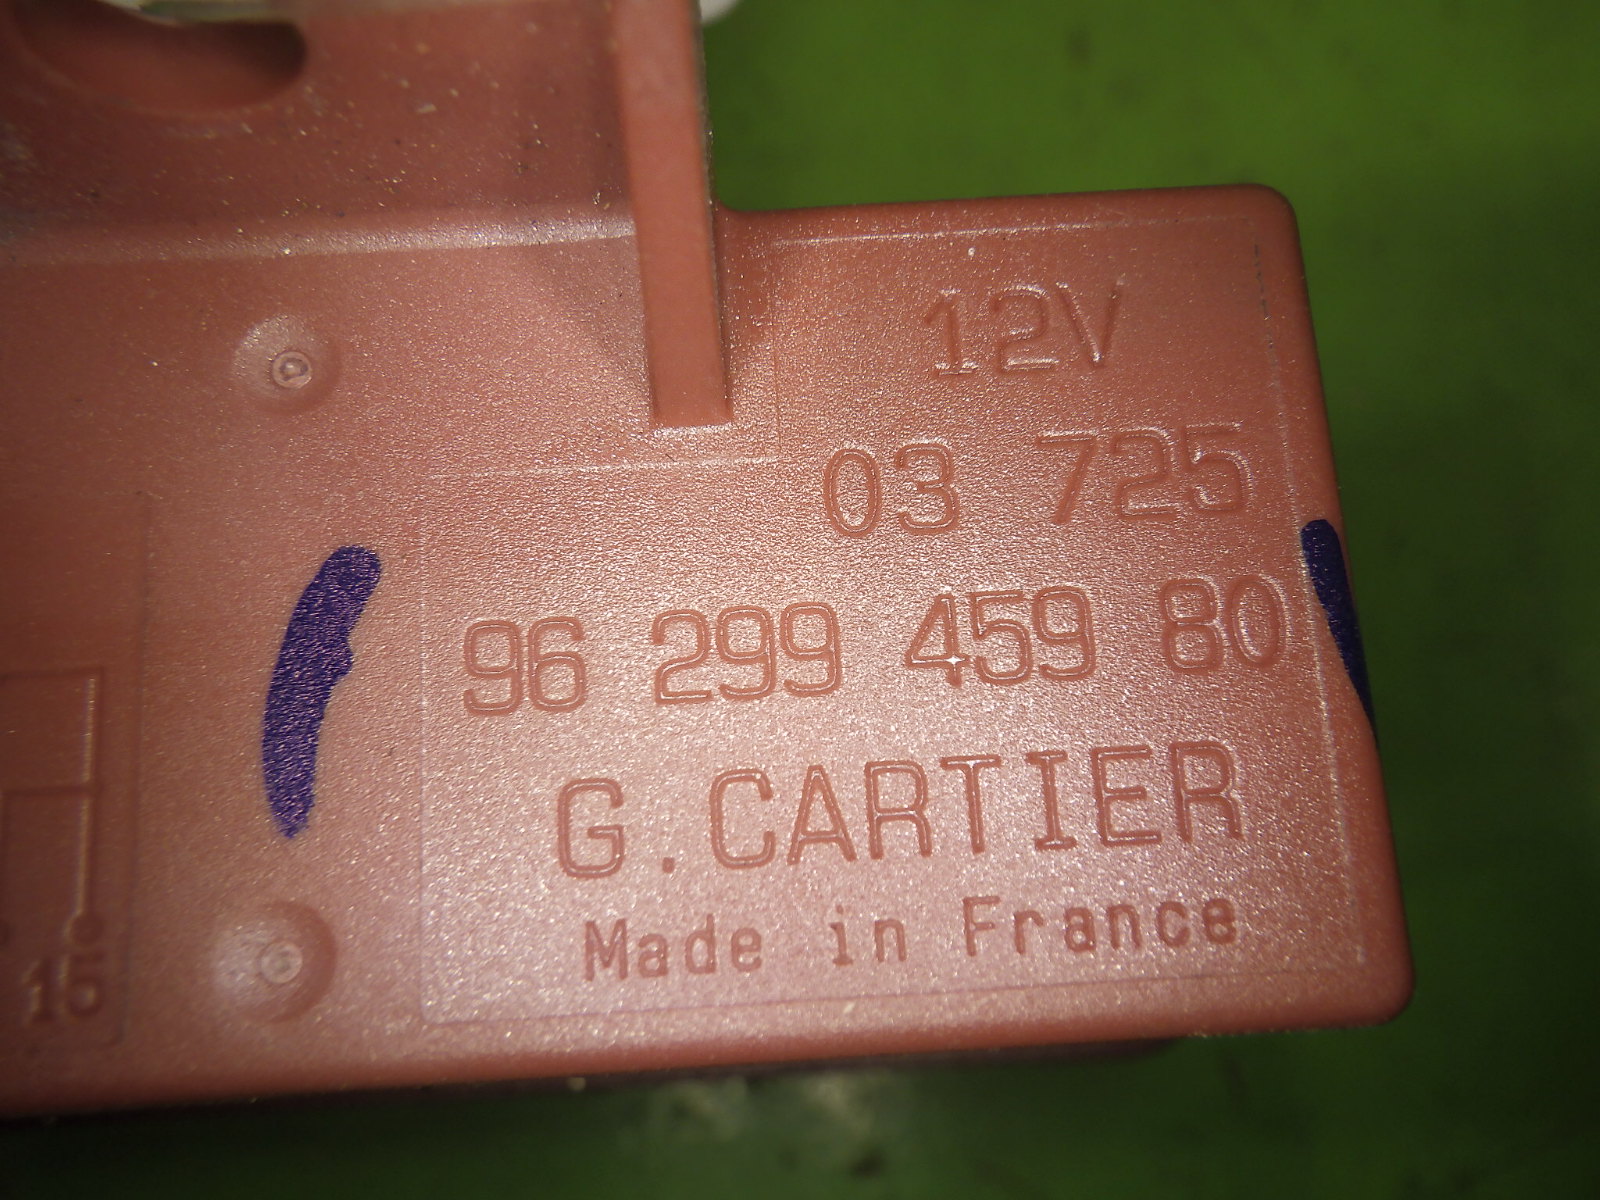 12V
03 725
96 299 459 80
G.CARTIER
Made in France
15